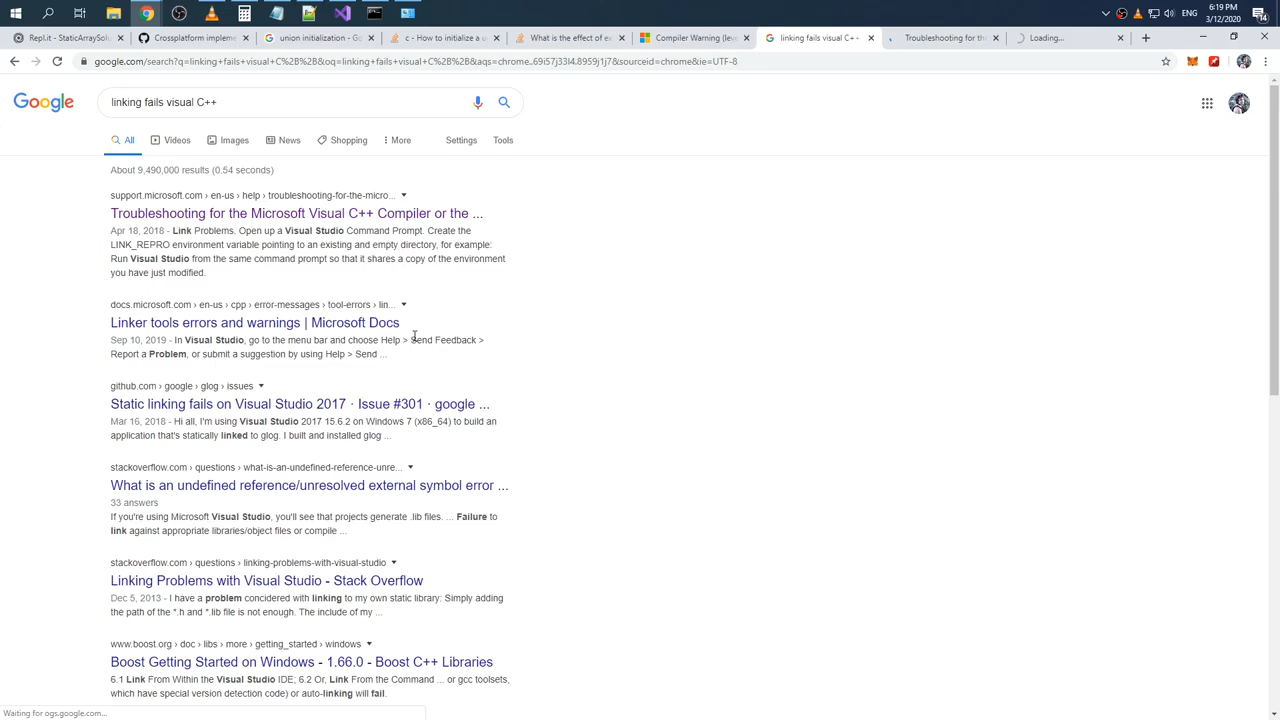 ENG
6:19 PM
3/12/2020
14
Repl.it - StaticArraySolu
Crossplatform impleme
union initialization - Go
c - How to initialize a u
What is the effect of ex
Compiler Warning (leve
linking fails visual C++ -
Troubleshooting for the
Loading...
google.com/search?q=linking+fails+visual+C%2B%2B&oq=linking+fails+visual+C%2B%2B&aqs=chrome..69i57j33l4.8959j1j7&sourceid=chrome&ie=UTF-8
Google
linking fails visual C++
All
Videos
Images
News
Shopping
More
Settings
Tools
About 9,490,000 results (0.54 seconds)
support.microsoft.com › en-us › help › troubleshooting-for-the-micro...
Troubleshooting for the Microsoft Visual C++ Compiler or the ...
Apr 18, 2018 - Link Problems. Open up a Visual Studio Command Prompt. Create the
LINK_REPRO environment variable pointing to an existing and empty directory, for example:
Run Visual Studio from the same command prompt so that it shares a copy of the environment
you have just modified.
docs.microsoft.com › en-us › cpp › error-messages › tool-errors › lin...
Linker tools errors and warnings | Microsoft Docs
Sep 10, 2019 - In Visual Studio, go to the menu bar and choose Help > Send Feedback >
Report a Problem, or submit a suggestion by using Help > Send ...
github.com › google › glog › issues
Static linking fails on Visual Studio 2017 · Issue #301 · google ...
Mar 16, 2018 - Hi all, I'm using Visual Studio 2017 15.6.2 on Windows 7 (x86_64) to build an
application that's statically linked to glog. I built and installed glog ...
stackoverflow.com › questions › what-is-an-undefined-reference-unre...
What is an undefined reference/unresolved external symbol error ...
33 answers
If you're using Microsoft Visual Studio, you'll see that projects generate .lib files. ... Failure to
link against appropriate libraries/object files or compile ...
stackoverflow.com › questions › linking-problems-with-visual-studio
Linking Problems with Visual Studio - Stack Overflow
Dec 5, 2013 - I have a problem concidered with linking to my own static library: Simply adding
the path of the *.h and *.lib file is not enough. The include of my ...
www.boost.org › doc › libs › more › getting_started › windows
Boost Getting Started on Windows - 1.66.0 - Boost C++ Libraries
6.1 Link From Within the Visual Studio IDE; 6.2 Or, Link From the Command ... or gcc toolsets,
which have special version detection code) or auto-linking will fail.
Waiting for ogs.google.com...